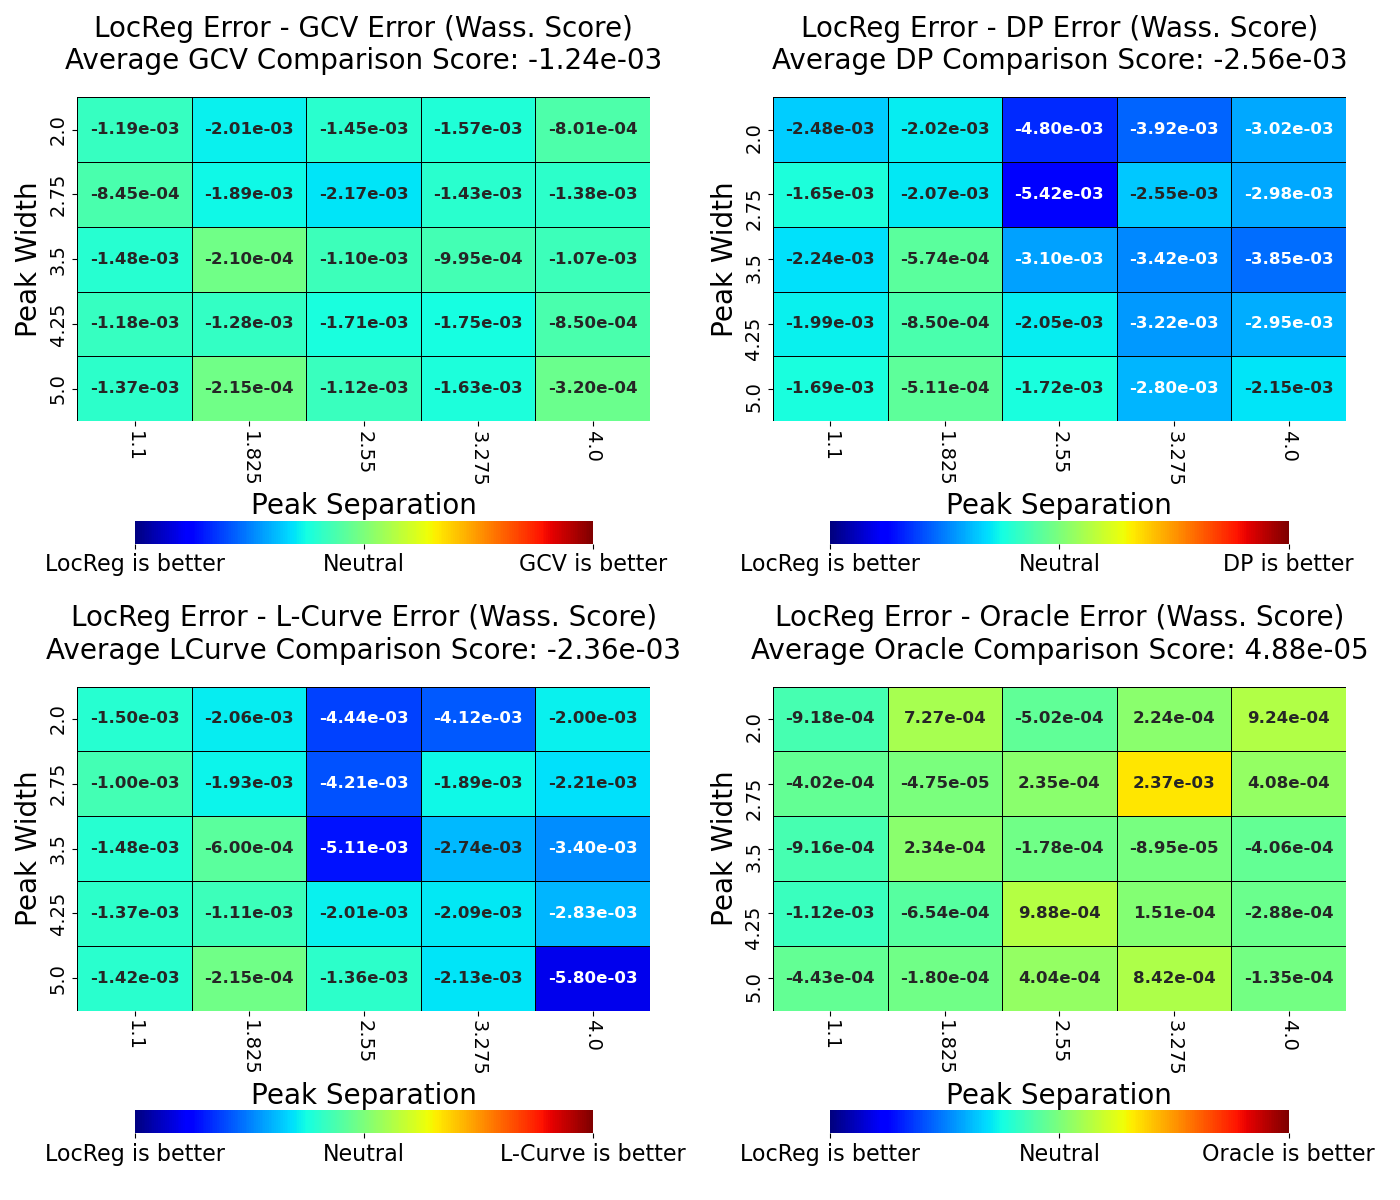 LocReg Error - GCV Error (Wass. Score)
Average GCV Comparison Score: -1.24e-03
Peak Width
2.0 -1.19e-03 -2.01e-03 -1.45e-03 -1.57e-03 -8.01e-04
2.75 -8.45e-04 -1.89e-03 -2.17e-03 -1.43e-03 -1.38e-03
3.5 -1.48e-03 -2.10e-04 -1.10e-03 -9.95e-04 -1.07e-03
4.25 -1.18e-03 -1.28e-03 -1.71e-03 -1.75e-03 -8.50e-04
5.0 -1.37e-03 -2.15e-04 -1.12e-03 -1.63e-03 -3.20e-04
1.1 1.825 2.55 3.275 4.0
Peak Separation
LocReg is better Neutral GCV is better
LocReg Error - DP Error (Wass. Score)
Average DP Comparison Score: -2.56e-03
Peak Width
2.0 -2.48e-03 -2.02e-03 -4.80e-03 -3.92e-03 -3.02e-03
2.75 -1.65e-03 -2.07e-03 -5.42e-03 -2.55e-03 -2.98e-03
3.5 -2.24e-03 -5.74e-04 -3.10e-03 -3.42e-03 -3.85e-03
4.25 -1.99e-03 -8.50e-04 -2.05e-03 -3.22e-03 -2.95e-03
5.0 -1.69e-03 -5.11e-04 -1.72e-03 -2.80e-03 -2.15e-03
1.1 1.825 2.55 3.275 4.0
Peak Separation
LocReg is better Neutral DP is better
LocReg Error - L-Curve Error (Wass. Score)
Average LCurve Comparison Score: -2.36e-03
Peak Width
2.0 -1.50e-03 -2.06e-03 -4.44e-03 -4.12e-03 -2.00e-03
2.75 -1.00e-03 -1.93e-03 -4.21e-03 -1.89e-03 -2.21e-03
3.5 -1.48e-03 -6.00e-04 -5.11e-03 -2.74e-03 -3.40e-03
4.25 -1.37e-03 -1.11e-03 -2.01e-03 -2.09e-03 -2.83e-03
5.0 -1.42e-03 -2.15e-04 -1.36e-03 -2.13e-03 -5.80e-03
1.1 1.825 2.55 3.275 4.0
Peak Separation
LocReg is better Neutral L-Curve is better
LocReg Error - Oracle Error (Wass. Score)
Average Oracle Comparison Score: 4.88e-05
Peak Width
2.0 -9.18e-04 7.27e-04 -5.02e-04 2.24e-04 9.24e-04
2.75 -4.02e-04 -4.75e-05 2.35e-04 2.37e-03 4.08e-04
3.5 -9.16e-04 2.34e-04 -1.78e-04 -8.95e-05 -4.06e-04
4.25 -1.12e-03 -6.54e-04 9.88e-04 1.51e-04 -2.88e-04
5.0 -4.43e-04 -1.80e-04 4.04e-04 8.42e-04 -1.35e-04
1.1 1.825 2.55 3.275 4.0
Peak Separation
LocReg is better Neutral Oracle is better